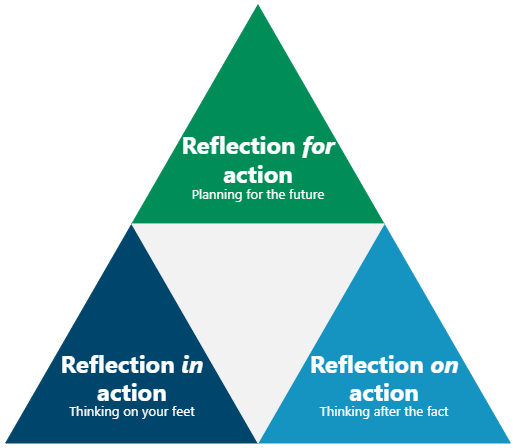 Reflection for
action
Planning for the future
Reflection in
action
Thinking on your feet
Reflection on
action
Thinking after the fact